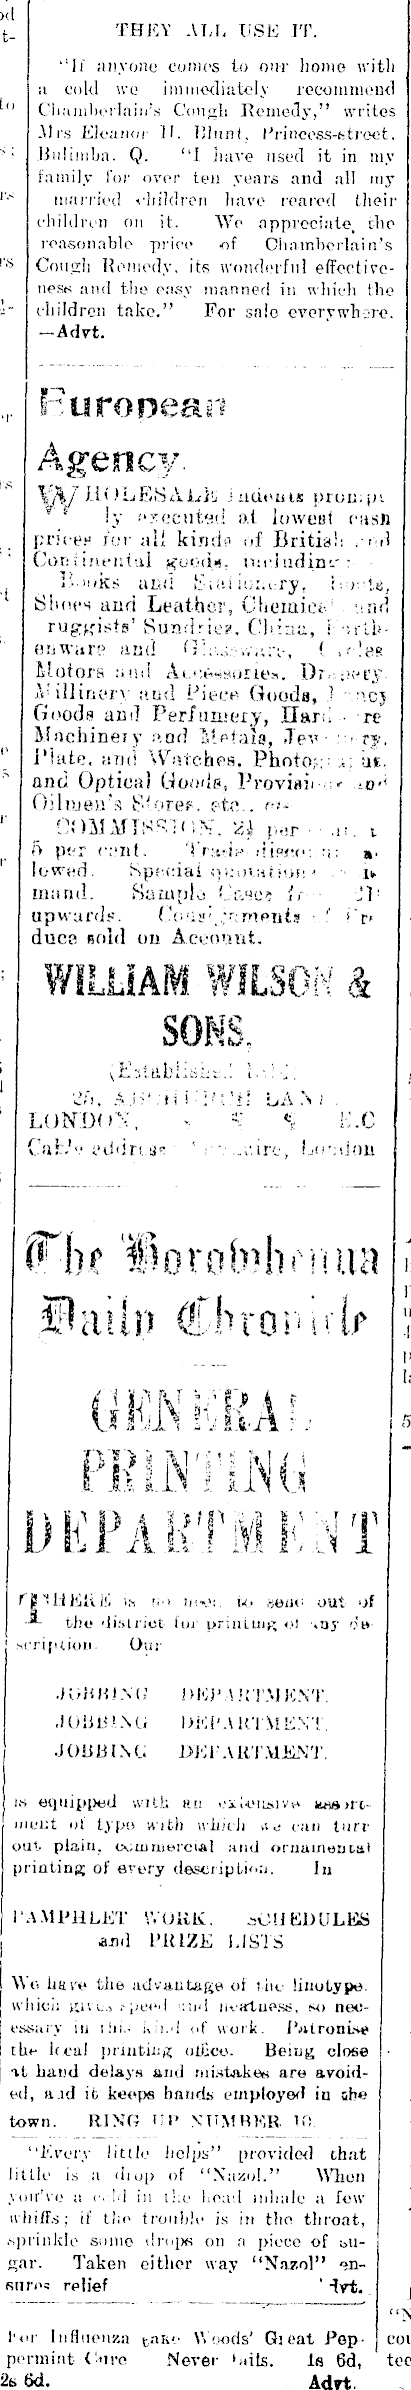 THEY ALL USE IT.
"If anyone comes to our home with
a cold we immediately recommend
Chamberlain's Cough Remedy," writes
Mrs Eleanor H. Blunt, Princess-street,
Bulimba, Q. "I have used it in my
family for over ten years and all my
married children have reared their
children on it. We appreciate the
reasonable price of Chamberlain's
Cough Remedy, its wonderful effective-
ness and the easy manned in which the
children take." For sale everywhere.
—Advt.
European
Agency.
WHOLESALE Indents prompt
ly executed at lowest cash
prices for all kinds of British and
Continental goods, including
Books and Stationery, Boots,
Shoes and Leather, Chemical and
ruggists' Sundries, China, Earth-
enware and Glassware, Cycles
Motors and Accessories, Drapery
Millinery and Piece Goods, Fancy
Goods and Perfumery, Hardware
Machinery and Metals, Jewellery,
Plate, and Watches, Photographic
and Optical Goods, Provisions and
Oilmen's Stores, etc., etc.
COMMISSION, 2½ per cent. t
5 per cent. Trade discount al
lowed. Special quotations
mand. Sample Cases from
upwards. Consignments of Pro
duce sold on Account.
WILLIAM WILSON &
SONS,
(Established
25, ABCHURCH LANE,
LONDON, E.C
Cable address London
The Horowhenua
Daily Chronicle
GENERAL
PRINTING
DEPARTMENT
THERE is no need to send out of
the district for printing of any de
scription. Our
JOBBING DEPARTMENT.
JOBBING DEPARTMENT.
JOBBING DEPARTMENT.
is equipped with an extensive assort-
ment of type with which we can turr
out plain, commercial and ornamental
printing of every description. In
PAMPHLET WORK, SCHEDULES
and PRIZE LISTS
We have the advantage of the linotype,
which gives speed and neatness, so nec-
essary in this kind of work. Patronise
the local printing office. Being close
at hand delays and mistakes are avoid-
ed, and it keeps hands employed in the
town. RING UP NUMBER 10.
"Every little helps" provided that
little is a drop of "Nazol." When
you've a cold in the head inhale a few
whiffs; if the trouble is in the throat,
sprinkle some drops on a piece of su-
gar. Taken either way "Nazol" en-
sures relief Advt.
For Influenza take Woods' Great Pep-
permint Cure Never fails. 1s 6d,
2s 6d. Advt.